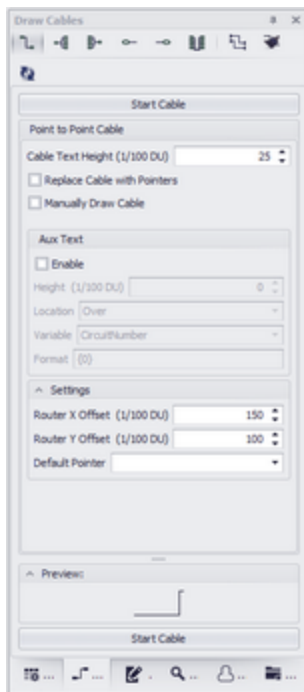 Draw Cables
Start Cable
Point to Point Cable
Cable Text Height (1/100 DU) 25
Replace Cable with Pointers
Manually Draw Cable
Aux Text
Enable
Height (1/100 DU) 0
Location Over
Variable CircuitNumber
Format {0}
Settings
Router X Offset (1/100 DU) 150
Router Y Offset (1/100 DU) 100
Default Pointer
Preview:
Start Cable